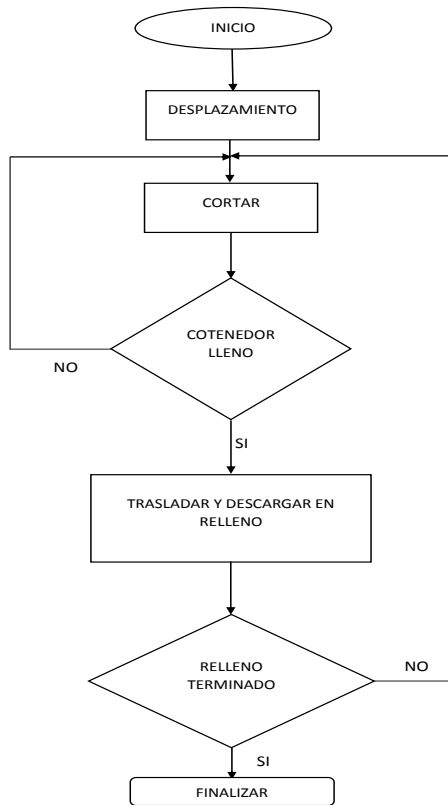 INICIO
DESPLAZAMIENTO
CORTAR
COTENEDOR
LLENO
NO
SI
TRASLADAR Y DESCARGAR EN
RELLENO
RELLENO
TERMINADO
NO
SI
FINALIZAR